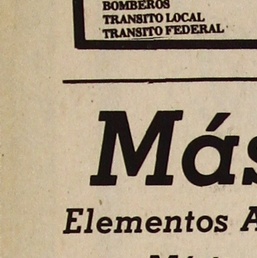 BOMBEROS
TRANSITO LOCAL
TRANSITO FEDERAL
Más
Elementos A